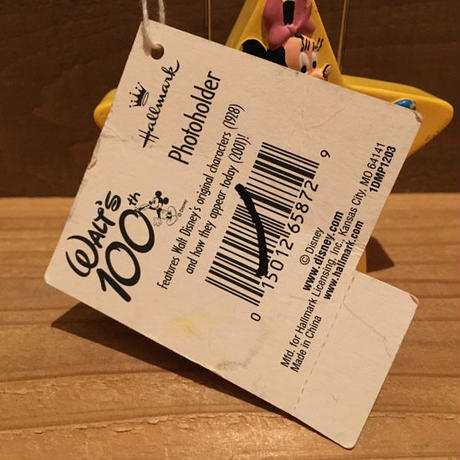 Hallmark
Photoholder
WALT'S
100th
© Disney
Features Walt Disney's original characters (1928)
and how they appear today (2001)!
0 15012 65872 9
© Disney
www.disney.com
Mfd. for Hallmark Licensing, Inc., Kansas City, MO 64141
Made in China
www.hallmark.com
1DMP1203